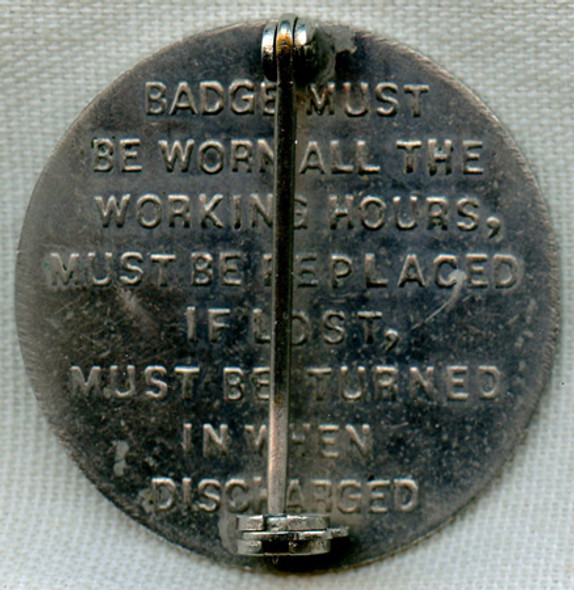 BADGE MUST
BE WORN ALL THE
WORKING HOURS,
MUST BE REPLACED
IF LOST,
MUST BE TURNED
IN WHEN
DISCHARGED